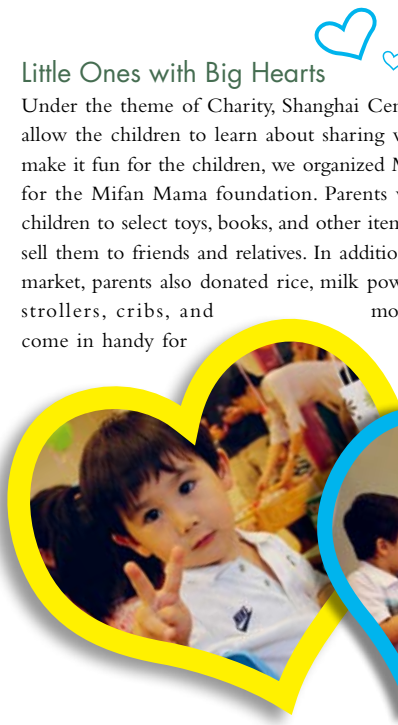 Little Ones with Big Hearts
Under the theme of Charity, Shanghai Cen
allow the children to learn about sharing
make it fun for the children, we organized
for the Mifan Mama foundation. Parents
children to select toys, books, and other item
sell them to friends and relatives. In additio
market, parents also donated rice, milk pow
strollers, cribs, and mo
come in handy for